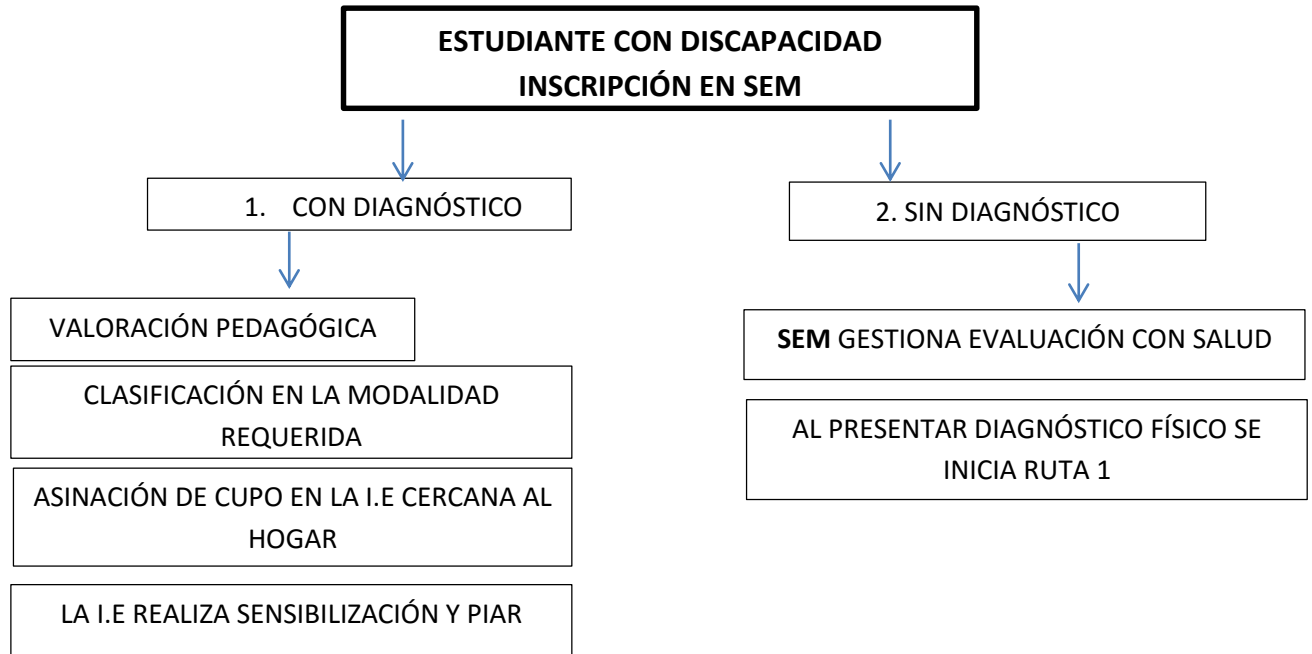 ESTUDIANTE CON DISCAPACIDAD
INSCRIPCIÓN EN SEM
1. CON DIAGNÓSTICO
VALORACIÓN PEDAGÓGICA
CLASIFICACIÓN EN LA MODALIDAD
REQUERIDA
ASINACIÓN DE CUPO EN LA I.E CERCANA AL
HOGAR
LA I.E REALIZA SENSIBILIZACIÓN Y PIAR
2. SIN DIAGNÓSTICO
SEM GESTIONA EVALUACIÓN CON SALUD
AL PRESENTAR DIAGNÓSTICO FÍSICO SE
INICIA RUTA 1